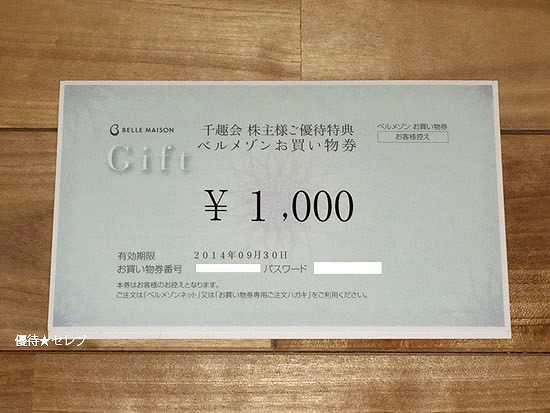 BELLE MAISON
Gift
千趣会 株主様ご優待特典
ベルメゾンお買い物券
ベルメゾン お買い物券
お客様控え
¥ 1,000
有効期限 2014年09月30日
お買い物券番号 パスワード
本券はお客様のお控えとなります。
ご注文は「ベルメゾンネット」又は「お買い物券専用ご注文ハガキ」をご利用ください。
優待★セレブ